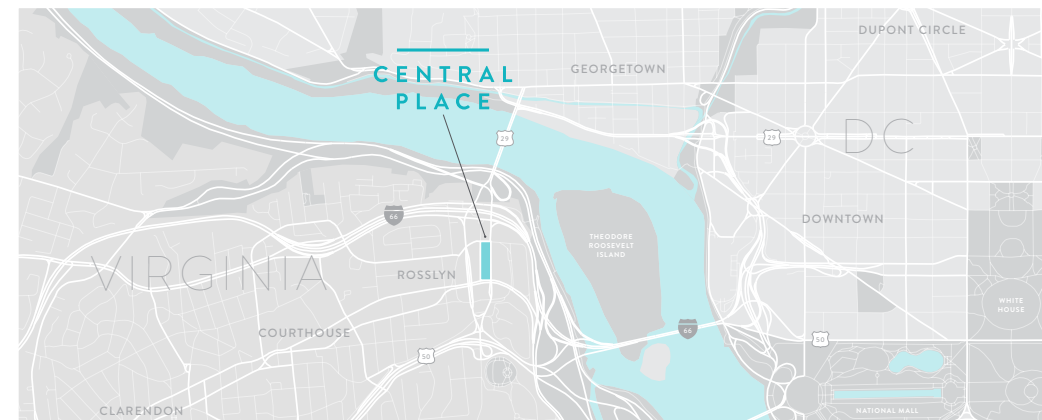 DUPONT CIRCLE
CENTRAL
PLACE
GEORGETOWN
29
29
DC
66
DOWNTOWN
THEODORE
ROOSEVELT
ISLAND
VIRGINIA
ROSSLYN
WHITE
HOUSE
COURTHOUSE
66
50
50
CLARENDON
NATIONAL MALL